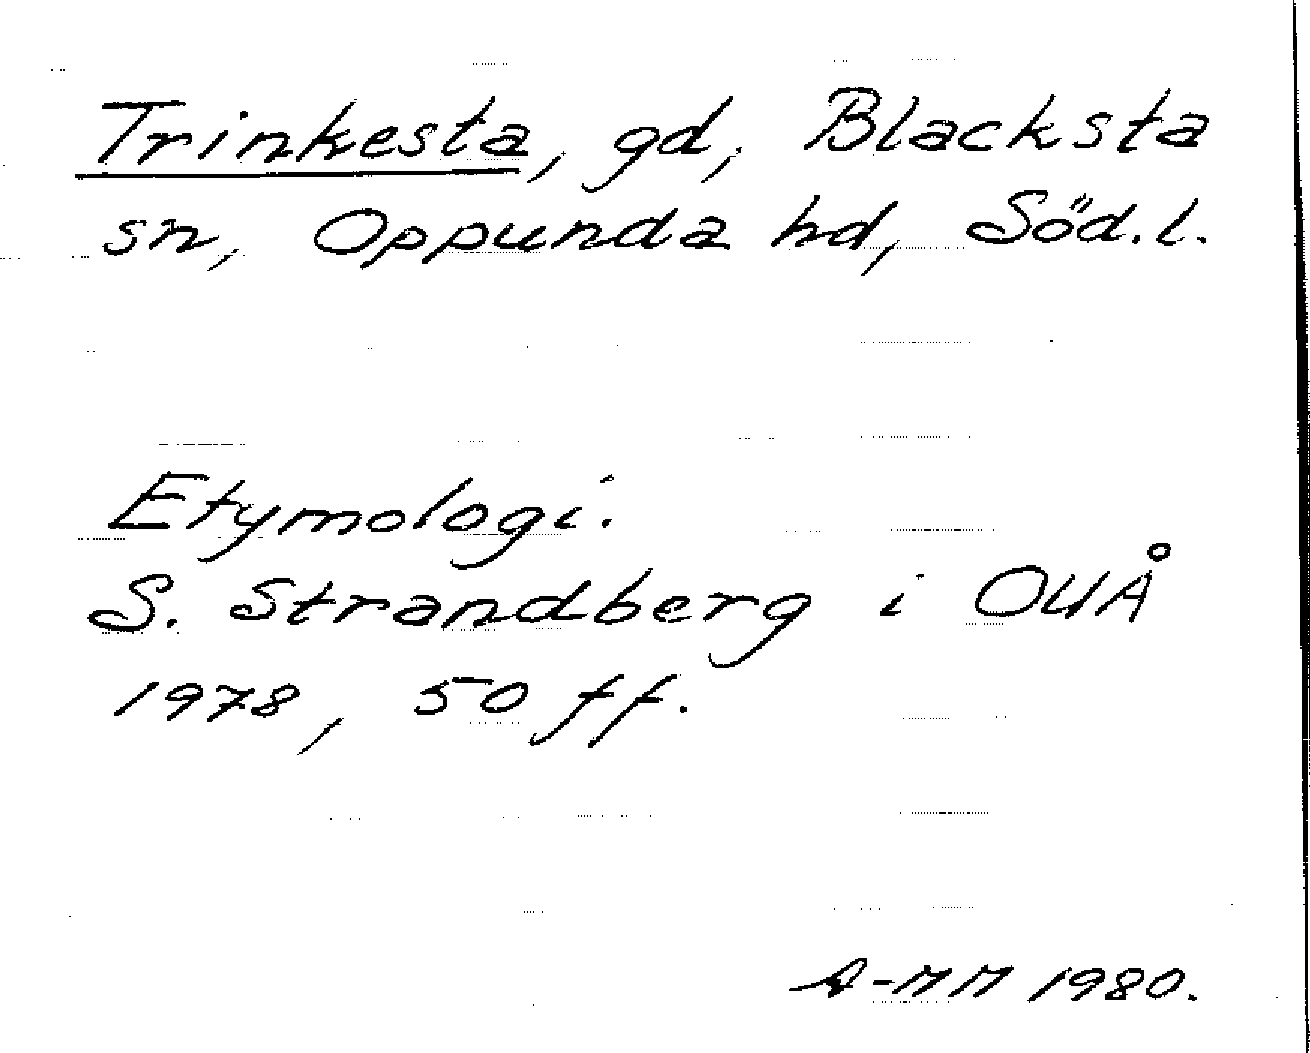 Trinkesta, gd, Blacksta
sn, Oppunda hd, Söd.l.
Etymologi.
S. Strandberg i OUÅ
1978, 50 ff.
A-MM 1980.